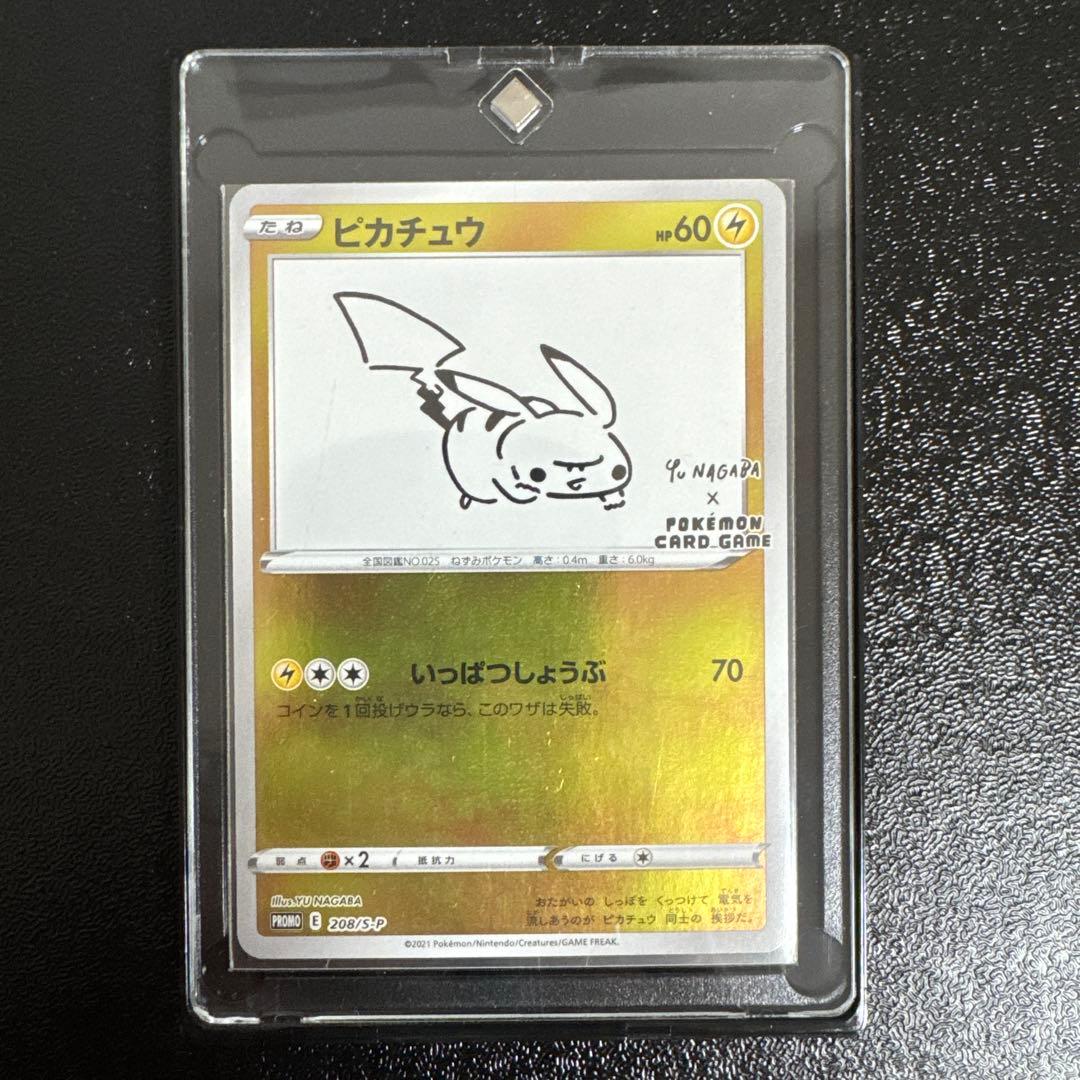 たね ピカチュウ HP60
Yu NAGABA
×
POKÉMON
CARD GAME
全国図鑑NO.025 ねずみポケモン 高さ：0.4m 重さ：6.0kg
いっぱつしょうぶ 70
コインを1回投げウラなら、このワザは失敗。
弱点 ×2 抵抗力 にげる
Illus.YU NAGABA
おたがいの しっぽを くっつけて 電気を
流しあうのが ピカチュウ 同士の 挨拶だ。
PROMO E 208/S-P
©2021 Pokémon/Nintendo/Creatures/GAME FREAK.